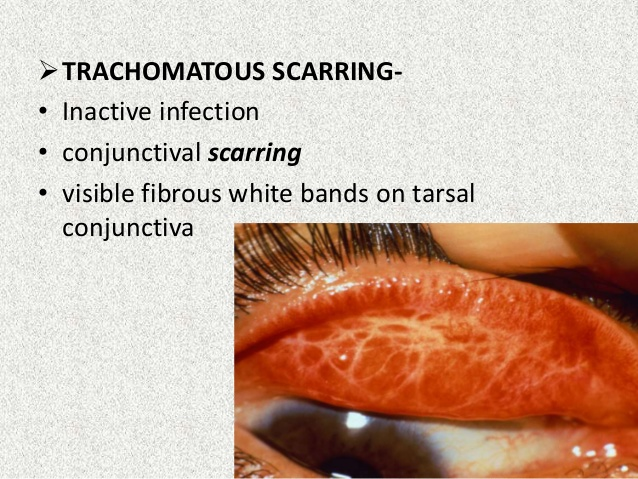 ➢TRACHOMATOUS SCARRING-
• Inactive infection
• conjunctival scarring
• visible fibrous white bands on tarsal
conjunctiva